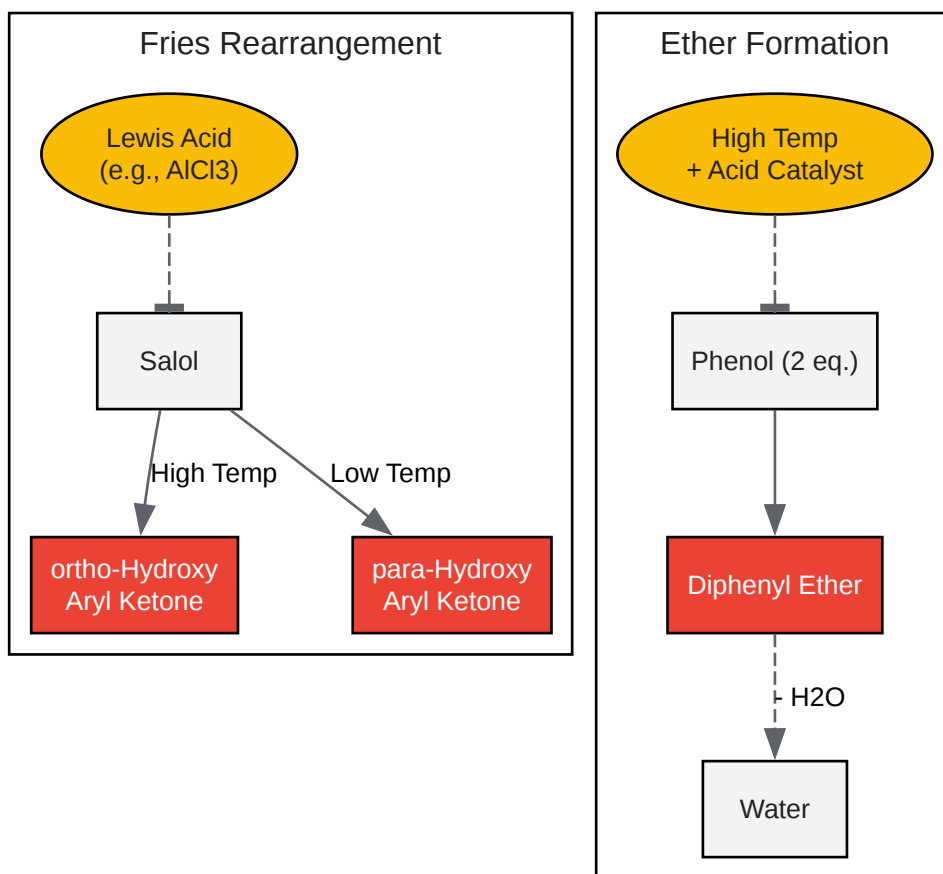 Fries Rearrangement
Lewis Acid
(e.g., AlCl3)
Salol
High Temp
Low Temp
ortho-Hydroxy
Aryl Ketone
para-Hydroxy
Aryl Ketone
Ether Formation
High Temp
+ Acid Catalyst
Phenol (2 eq.)
Diphenyl Ether
- H2O
Water